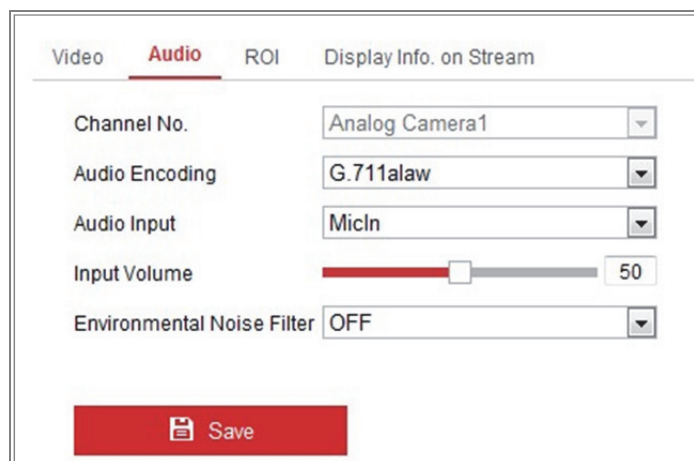 Video Audio ROI Display Info. on Stream
Channel No. Analog Camera1
Audio Encoding G.711alaw
Audio Input MicIn
Input Volume 50
Environmental Noise Filter OFF
Save